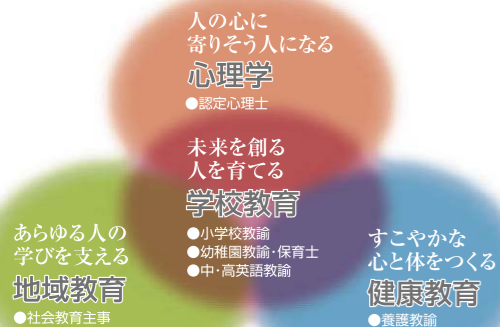 人の心に
寄りそう人になる
心理学
●認定心理士
未来を創る
人を育てる
学校教育
●小学校教諭
●幼稚園教諭・保育士
●中・高英語教諭
あらゆる人の
学びを支える
地域教育
●社会教育主事
すこやかな
心と体をつくる
健康教育
●養護教諭